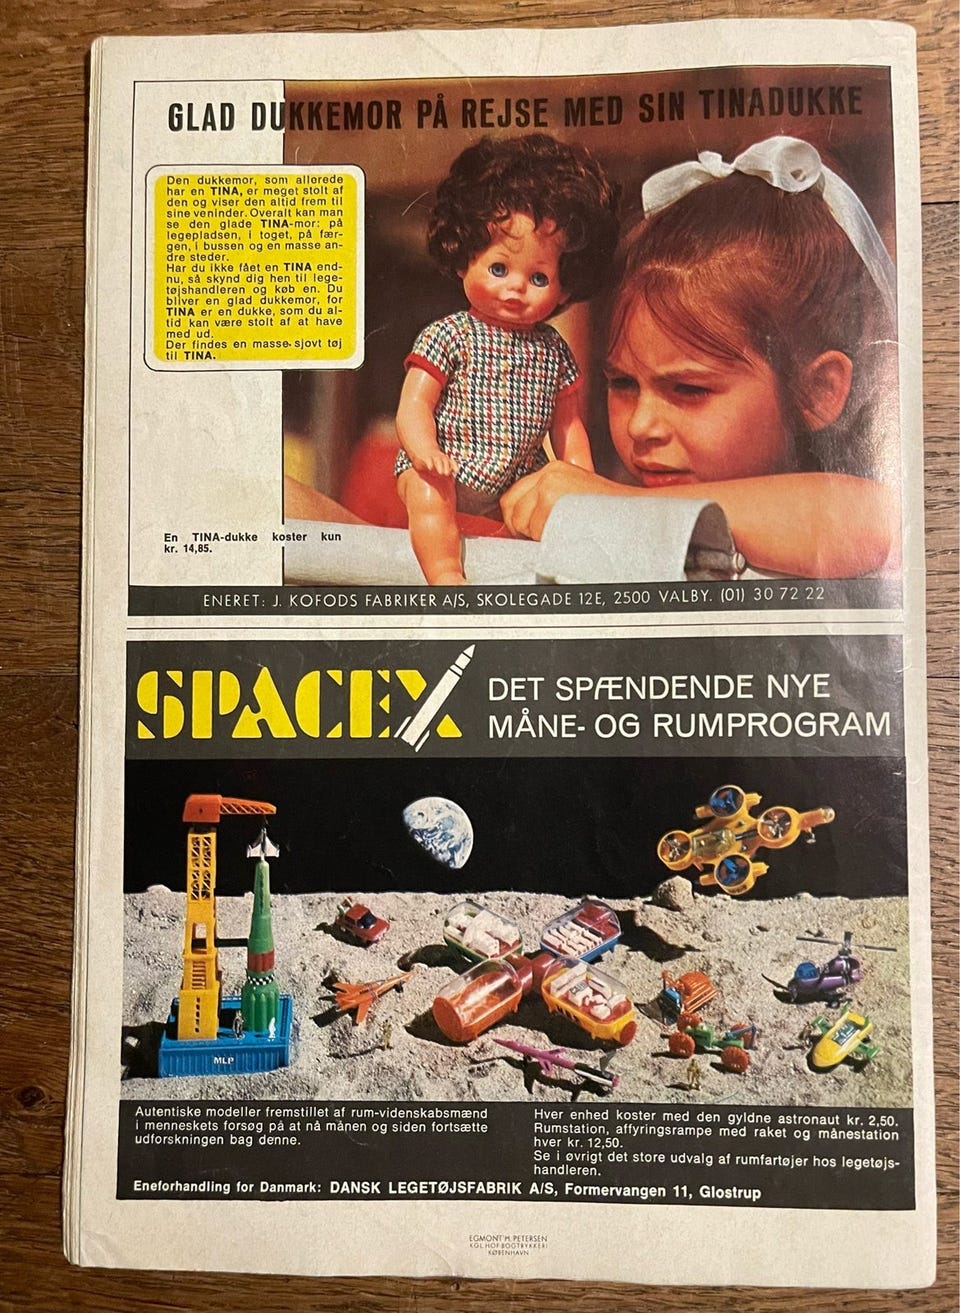 GLAD DUKKEMOR PÅ REJSE MED SIN TINADUKKE
Den dukkemor, som allerede
har en TINA, er meget stolt af
den og viser den altid frem til
sine veninder. Overalt kan man
se den glade TINA-mor: på
legepladsen, i toget, på fær-
gen, i bussen og en masse an-
dre steder.
Har du ikke fået en TINA end-
nu, så skynd dig hen til lege-
tøjshandleren og køb en. Du
bliver en glad dukkemor, for
TINA er en dukke, som du al-
tid kan være stolt af at have
med ud.
Der findes en masse sjovt tøj
til TINA.
En TINA-dukke koster kun
kr. 14,85.
ENERET: J. KOFODS FABRIKER A/S, SKOLEGADE 12E, 2500 VALBY. (01) 30 72 22
SPACEX
DET SPÆNDENDE NYE
MÅNE- OG RUMPROGRAM
MLP
Autentiske modeller fremstillet af rum-videnskabsmænd
i menneskets forsøg på at nå månen og siden fortsætte
udforskningen bag denne.
Hver enhed koster med den gyldne astronaut kr. 2,50.
Rumstation, affyringsrampe med raket og månestation
hver kr. 12,50.
Se i øvrigt det store udvalg af rumfartøjer hos legetøjs-
handleren.
Eneforhandling for Danmark: DANSK LEGETØJSFABRIK A/S, Formervangen 11, Glostrup
EGMONT H. PETERSEN
KGL. HOF-BOGTRYKKERI
KØBENHAVN